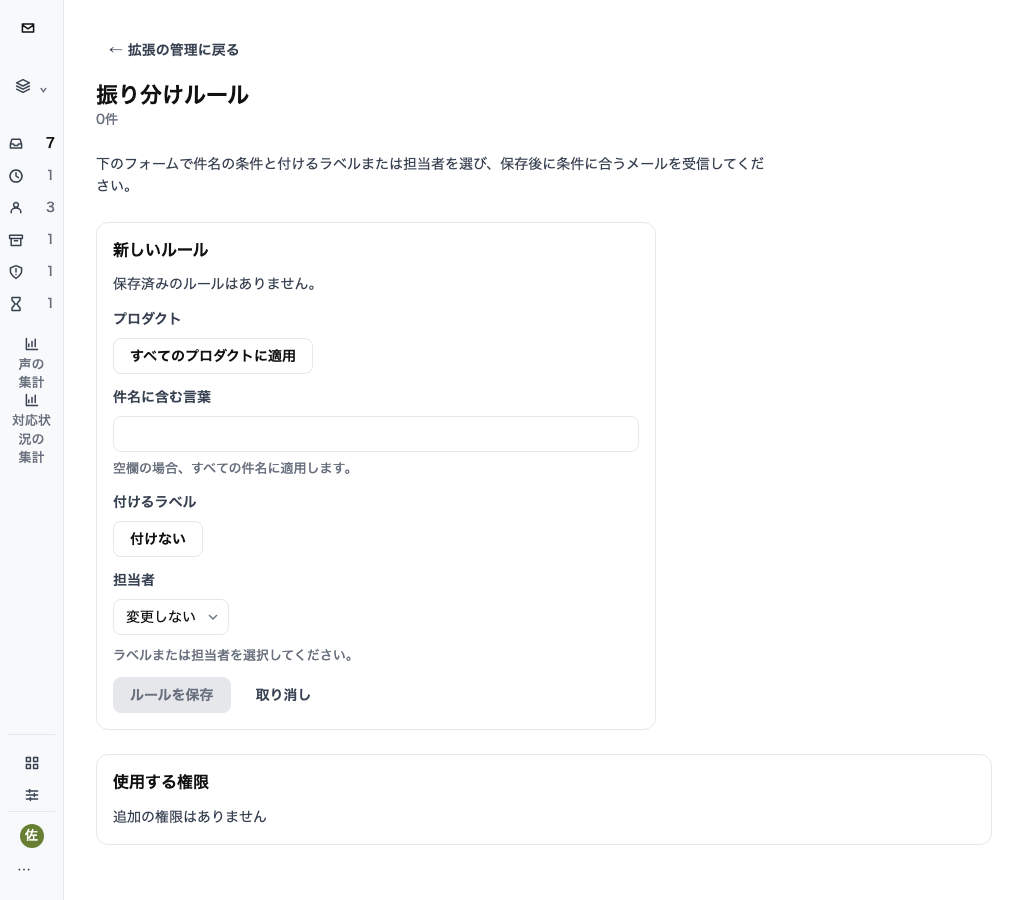 ← 拡張の管理に戻る
振り分けルール
0件
下のフォームで件名の条件と付けるラベルまたは担当者を選び、保存後に条件に合うメールを受信してくだ
さい。
7
1
3
1
1
1
声の
集計
対応状
況の
集計
新しいルール
保存済みのルールはありません。
プロダクト
すべてのプロダクトに適用
件名に含む言葉
空欄の場合、すべての件名に適用します。
付けるラベル
付けない
担当者
変更しない
ラベルまたは担当者を選択してください。
ルールを保存 取り消し
使用する権限
追加の権限はありません
佐
…